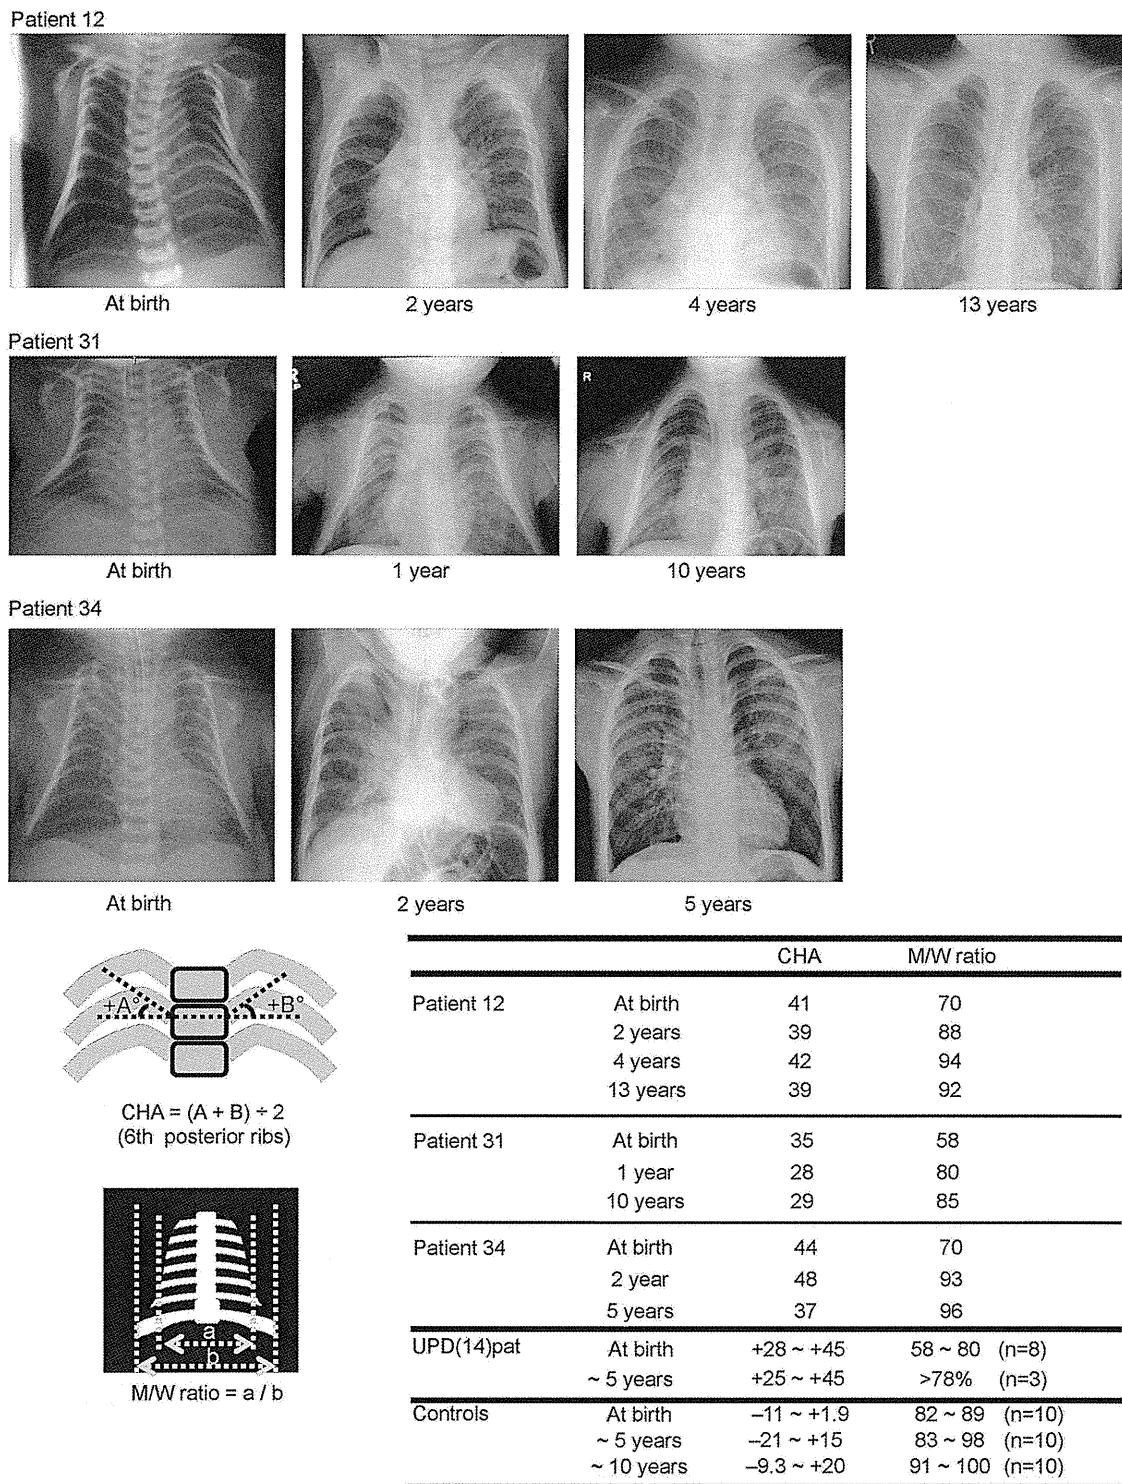 Patient 12
R
At birth 2 years 4 years 13 years
Patient 31
R
P
R
At birth 1 year 10 years
Patient 34
At birth 2 years 5 years
+A° +B°
CHA = (A + B) ÷ 2
(6th posterior ribs)
a
b
M/W ratio = a / b
CHA M/W ratio
Patient 12 At birth 41 70
2 years 39 88
4 years 42 94
13 years 39 92
Patient 31 At birth 35 58
1 year 28 80
10 years 29 85
Patient 34 At birth 44 70
2 year 48 93
5 years 37 96
UPD(14)pat At birth +28 ~ +45 58 ~ 80 (n=8)
~ 5 years +25 ~ +45 >78% (n=3)
Controls At birth –11 ~ +1.9 82 ~ 89 (n=10)
~ 5 years –21 ~ +15 83 ~ 98 (n=10)
~ 10 years –9.3 ~ +20 91 ~ 100 (n=10)